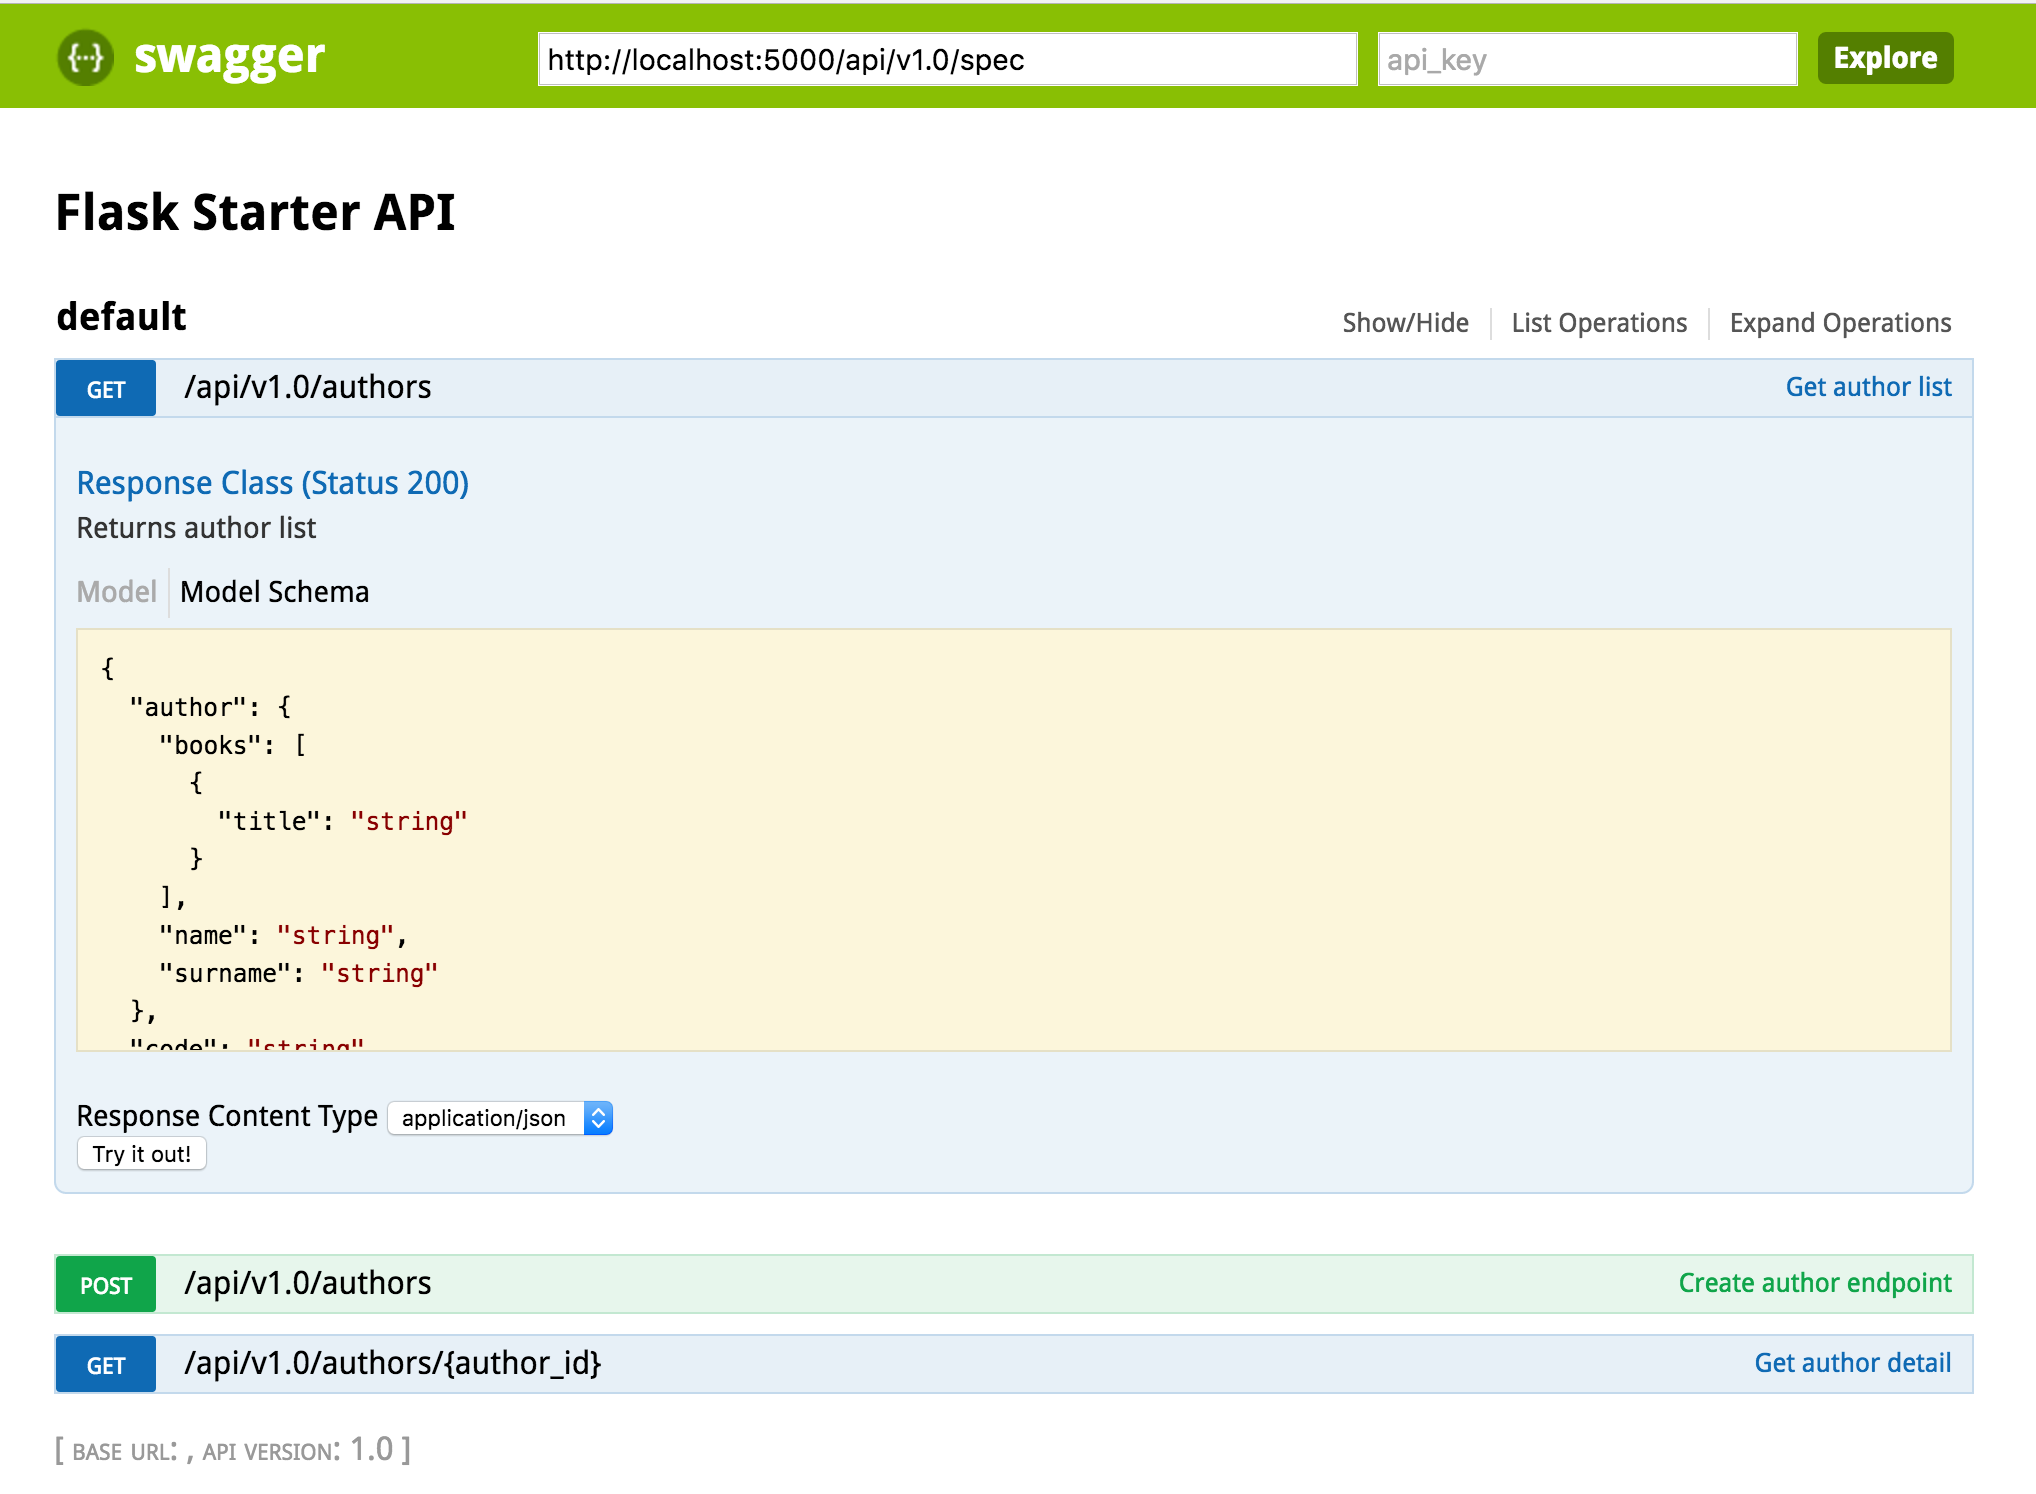 {···} swagger http://localhost:5000/api/v1.0/spec api_key Explore
Flask Starter API
default Show/Hide List Operations Expand Operations
GET /api/v1.0/authors Get author list
Response Class (Status 200)
Returns author list
Model Model Schema
{
"author": {
"books": [
{
"title": "string"
}
],
"name": "string",
"surname": "string"
},
"code": "string"
Response Content Type application/json
Try it out!
POST /api/v1.0/authors Create author endpoint
GET /api/v1.0/authors/{author_id} Get author detail
[ BASE URL: , API VERSION: 1.0 ]